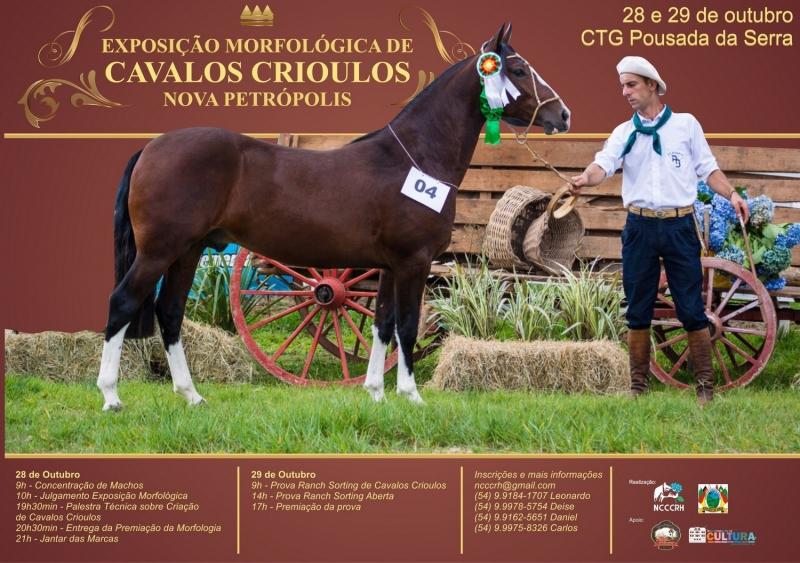 28 e 29 de outubro
CTG Pousada da Serra
EXPOSIÇÃO MORFOLÓGICA DE
CAVALOS CRIOULOS
NOVA PETRÓPOLIS
04
28 de Outubro
9h - Concentração de Machos
10h - Julgamento Exposição Morfológica
19h30min - Palestra Técnica sobre Criação
de Cavalos Crioulos
20h30min - Entrega da Premiação da Morfologia
21h - Jantar das Marcas
29 de Outubro
9h - Prova Ranch Sorting de Cavalos Crioulos
14h - Prova Ranch Sorting Aberta
17h - Premiação da prova
Inscrições e mais informações
ncccrh@gmail.com
(54) 9.9184-1707 Leonardo
(54) 9.9978-5754 Deise
(54) 9.9162-5651 Daniel
(54) 9.9975-8326 Carlos
Realização:
NCCCRH
Apoio:
CULTURA